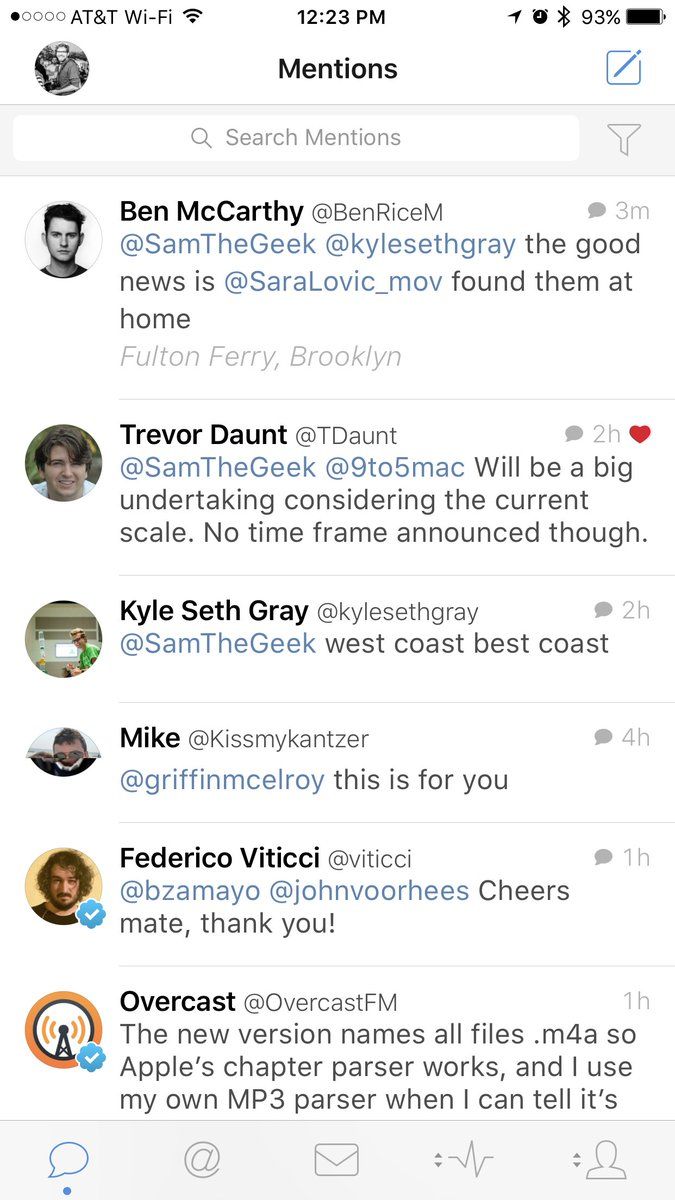 AT&T Wi-Fi 12:23 PM 93%
Mentions
Search Mentions
Ben McCarthy @BenRiceM 3m
@SamTheGeek @kylesethgray the good
news is @SaraLovic_mov found them at
home
Fulton Ferry, Brooklyn
Trevor Daunt @TDaunt 2h
@SamTheGeek @9to5mac Will be a big
undertaking considering the current
scale. No time frame announced though.
Kyle Seth Gray @kylesethgray 2h
@SamTheGeek west coast best coast
Mike @Kissmykantzer 4h
@griffinmcelroy this is for you
Federico Viticci @viticci 1h
@bzamayo @johnvoorhees Cheers
mate, thank you!
Overcast @OvercastFM 1h
The new version names all files .m4a so
Apple's chapter parser works, and I use
my own MP3 parser when I can tell it's
@